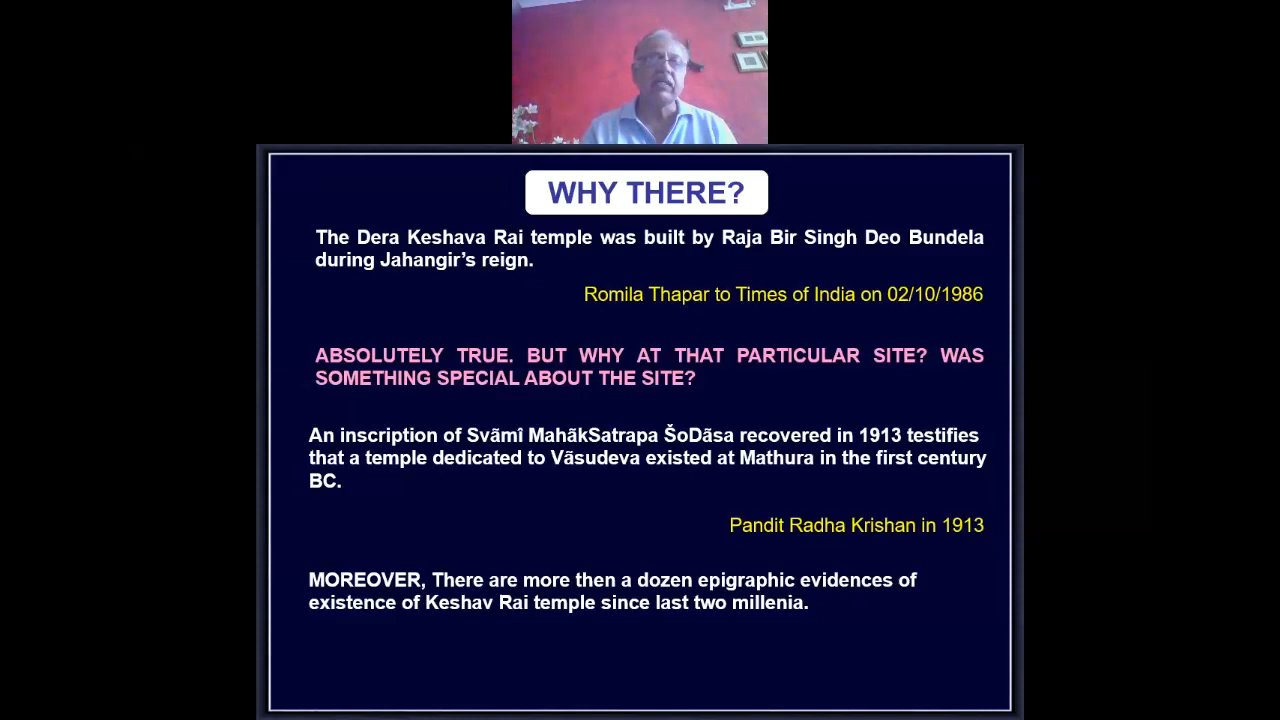 WHY THERE?
The Dera Keshava Rai temple was built by Raja Bir Singh Deo Bundela
during Jahangir’s reign.
Romila Thapar to Times of India on 02/10/1986
ABSOLUTELY TRUE. BUT WHY AT THAT PARTICULAR SITE? WAS
SOMETHING SPECIAL ABOUT THE SITE?
An inscription of Svãmî MahãkSatrapa ŠoDãsa recovered in 1913 testifies
that a temple dedicated to Vãsudeva existed at Mathura in the first century
BC.
Pandit Radha Krishan in 1913
MOREOVER, There are more then a dozen epigraphic evidences of
existence of Keshav Rai temple since last two millenia.